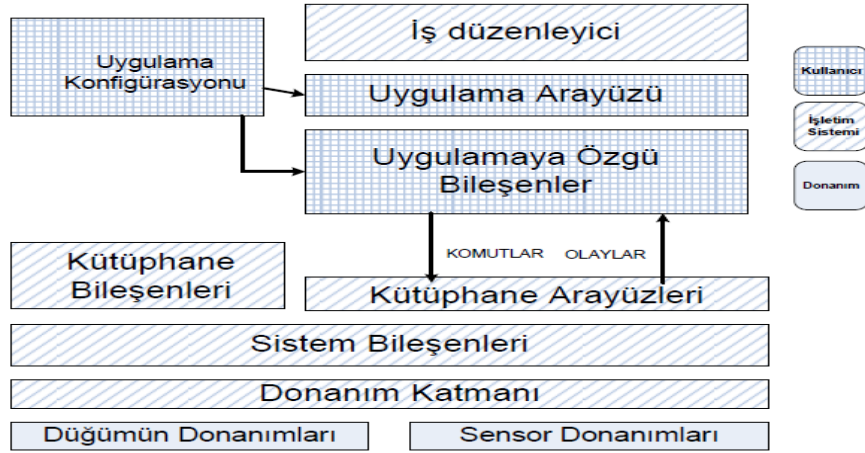 İş düzenleyici
Uygulama
Konfigürasyonu
Uygulama Arayüzü
Uygulamaya Özgü
Bileşenler
KOMUTLAR OLAYLAR
Kütüphane
Bileşenleri
Kütüphane Arayüzleri
Sistem Bileşenleri
Donanım Katmanı
Düğümün Donanımları
Sensor Donanımları
Kullanıcı
İşletim
Sistemi
Donanım